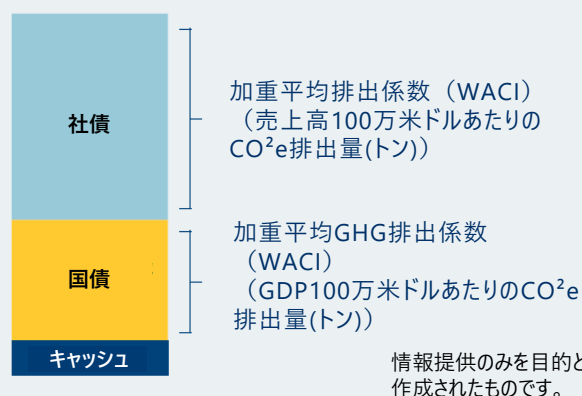 社債
加重平均排出係数（WACI）
（売上高100万米ドルあたりの
CO²e排出量(トン)）
国債
加重平均GHG排出係数
（WACI）
（GDP100万米ドルあたりのCO²e
排出量(トン)）
キャッシュ
情報提供のみを目的と
作成されたものです。